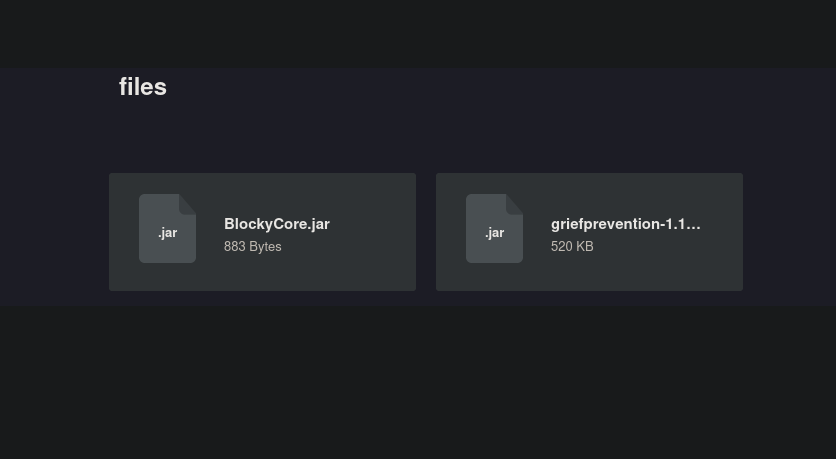 files
.jar
BlockyCore.jar
883 Bytes
.jar
griefprevention-1.1...
520 KB